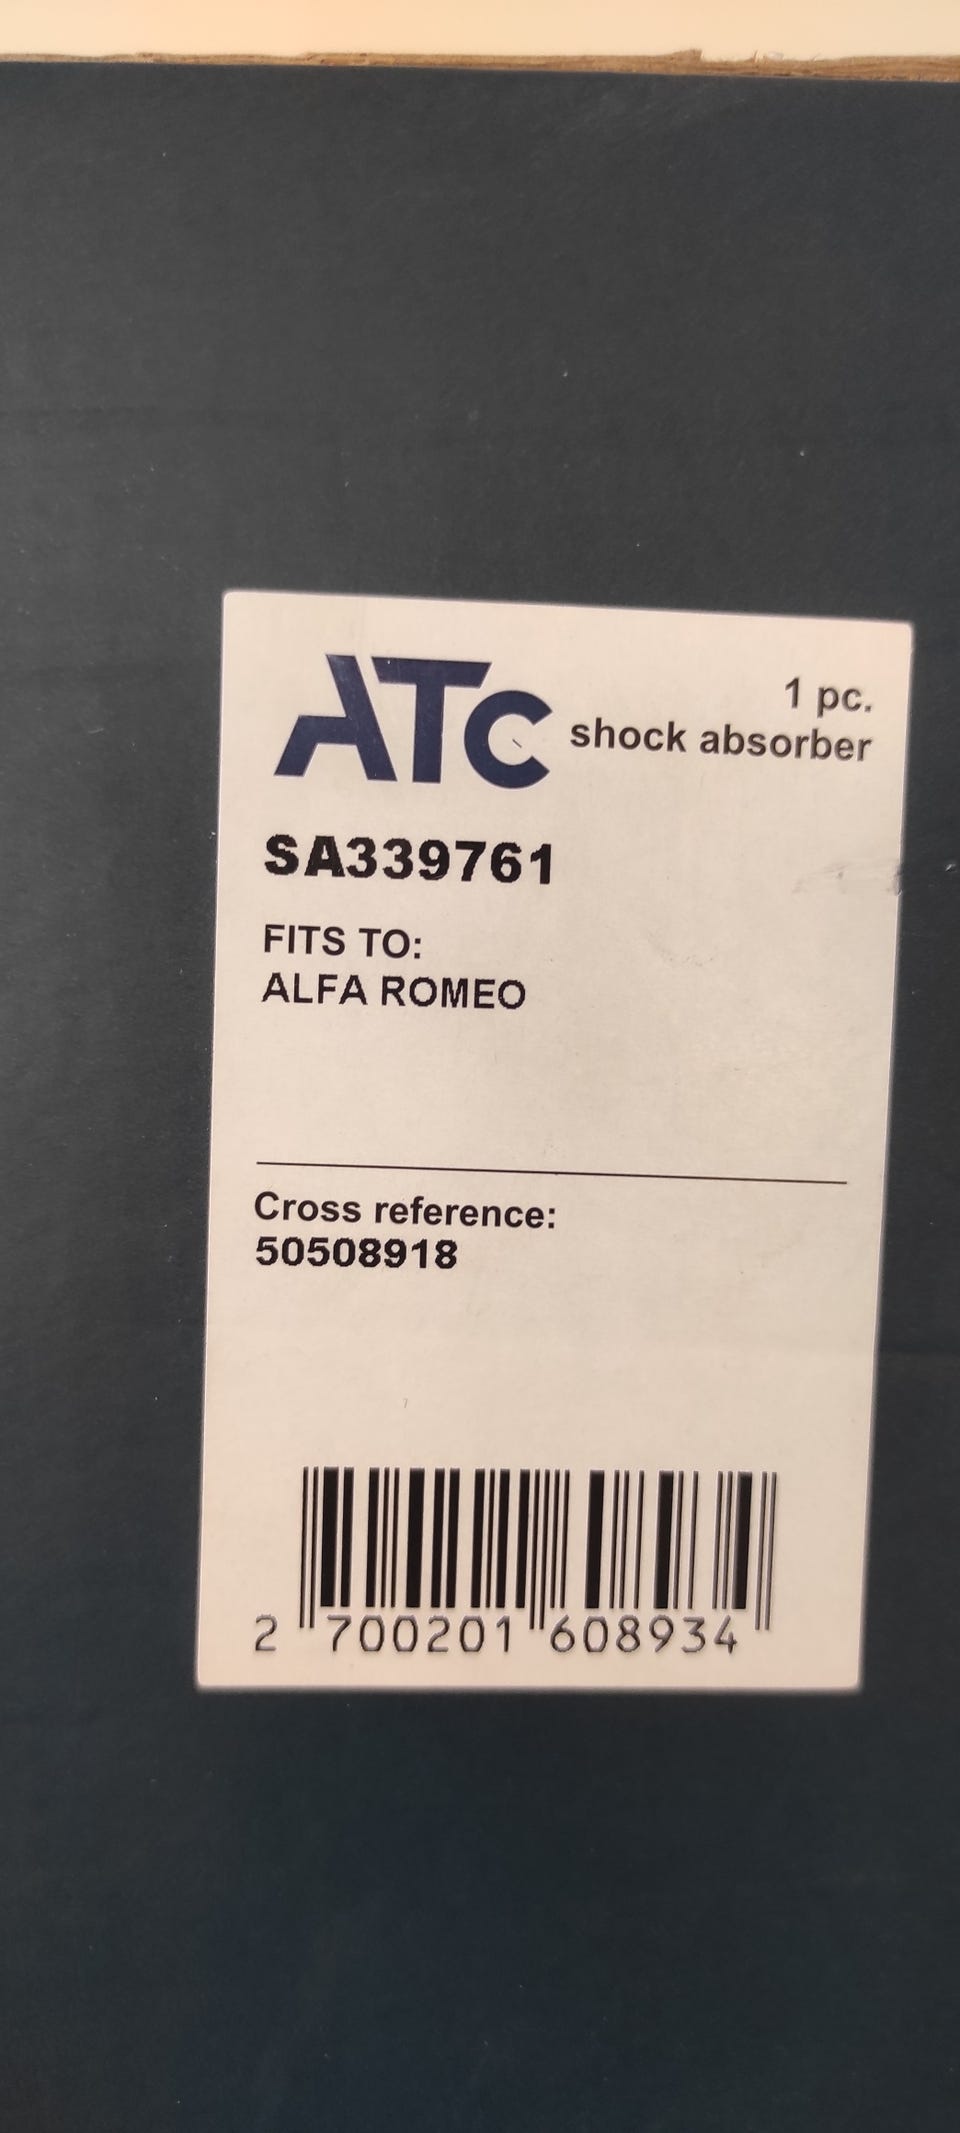 ATC
1 pc.
shock absorber
SA339761
FITS TO:
ALFA ROMEO
Cross reference:
50508918
2 700201 608934